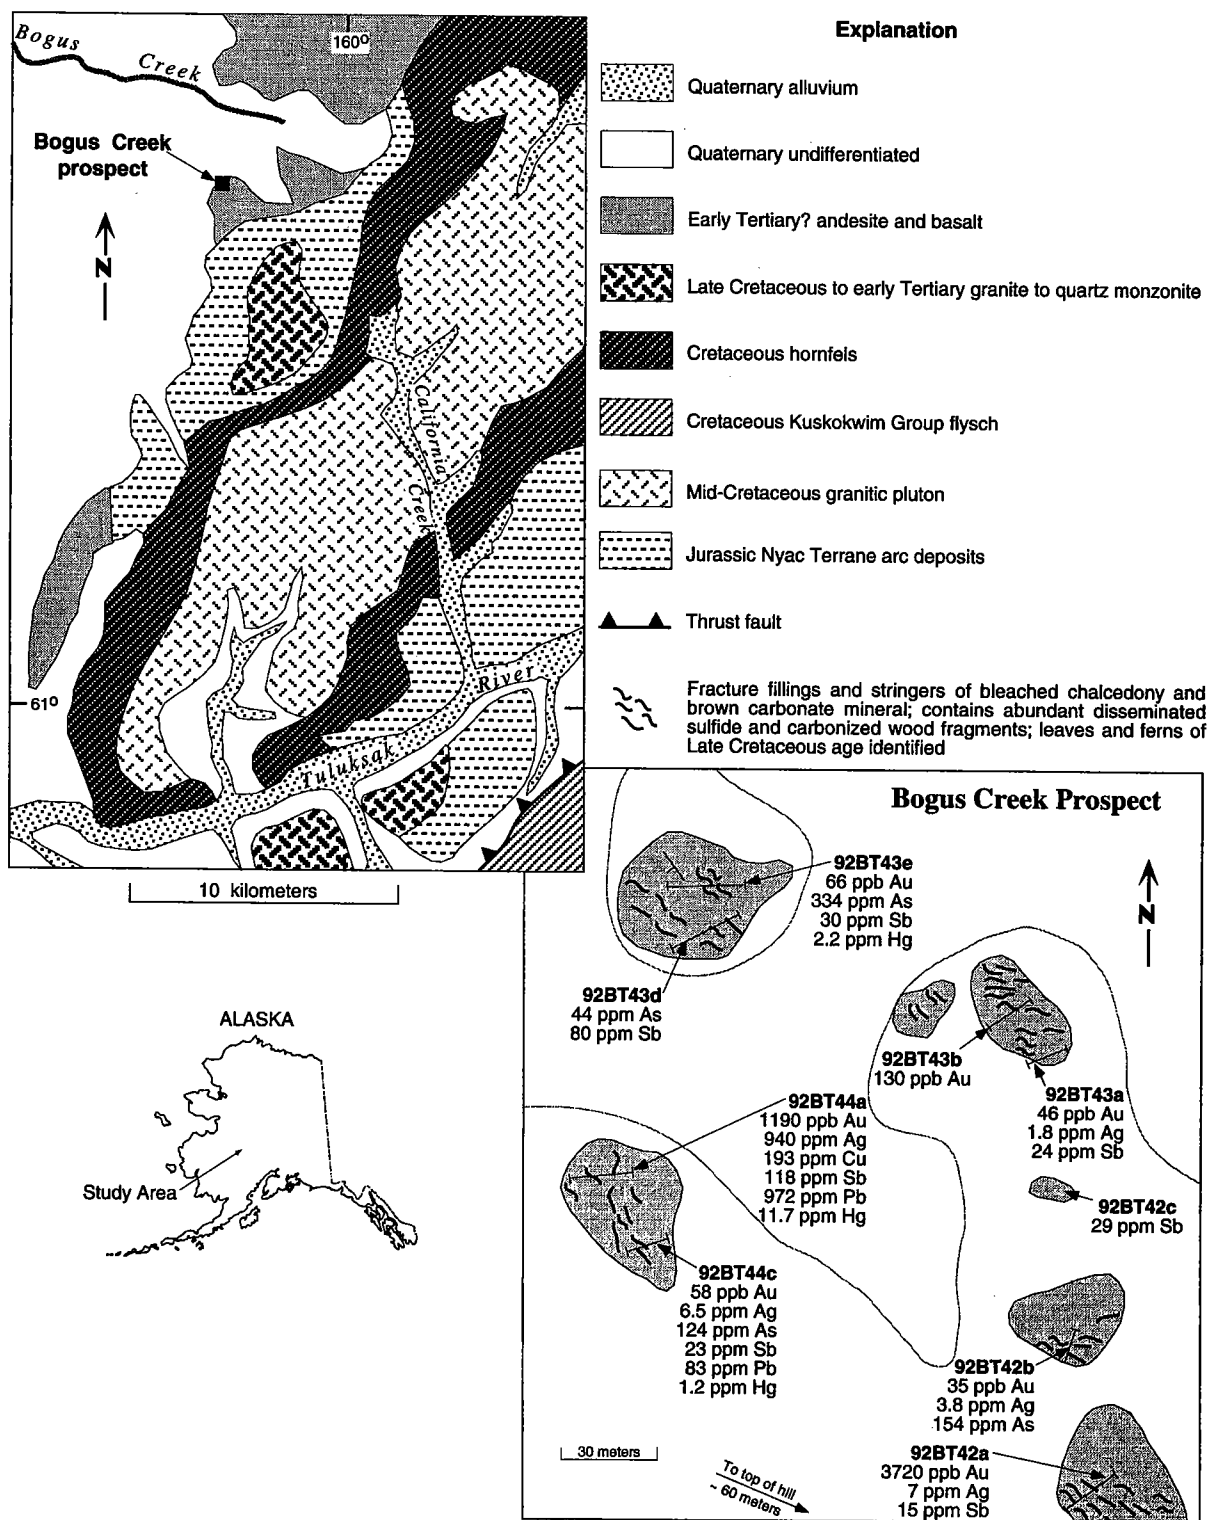 Bogus
Creek
160º
Bogus Creek
prospect
N
California
Creek
61º
River
Tuluksak
10 kilometers
Explanation
Quaternary alluvium
Quaternary undifferentiated
Early Tertiary? andesite and basalt
Late Cretaceous to early Tertiary granite to quartz monzonite
Cretaceous hornfels
Cretaceous Kuskokwim Group flysch
Mid-Cretaceous granitic pluton
Jurassic Nyac Terrane arc deposits
Thrust fault
Fracture fillings and stringers of bleached chalcedony and
brown carbonate mineral; contains abundant disseminated
sulfide and carbonized wood fragments; leaves and ferns of
Late Cretaceous age identified
ALASKA
Study Area
Bogus Creek Prospect
N
92BT43e
66 ppb Au
334 ppm As
30 ppm Sb
2.2 ppm Hg
92BT43d
44 ppm As
80 ppm Sb
92BT43b
130 ppb Au
92BT43a
46 ppb Au
1.8 ppm Ag
24 ppm Sb
92BT44a
1190 ppb Au
940 ppm Ag
193 ppm Cu
118 ppm Sb
972 ppm Pb
11.7 ppm Hg
92BT42c
29 ppm Sb
92BT44c
58 ppb Au
6.5 ppm Ag
124 ppm As
23 ppm Sb
83 ppm Pb
1.2 ppm Hg
92BT42b
35 ppb Au
3.8 ppm Ag
154 ppm As
92BT42a
3720 ppb Au
7 ppm Ag
15 ppm Sb
30 meters
To top of hill
~ 60 meters